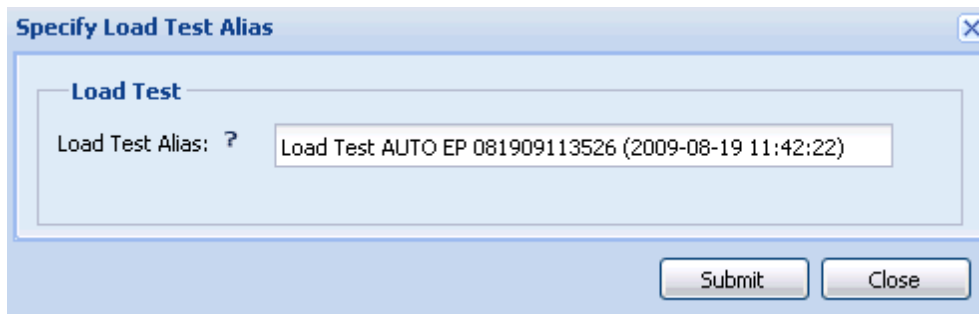 Specify Load Test Alias
Load Test
Load Test Alias: ? Load Test AUTO EP 081909113526 (2009-08-19 11:42:22)
Submit Close